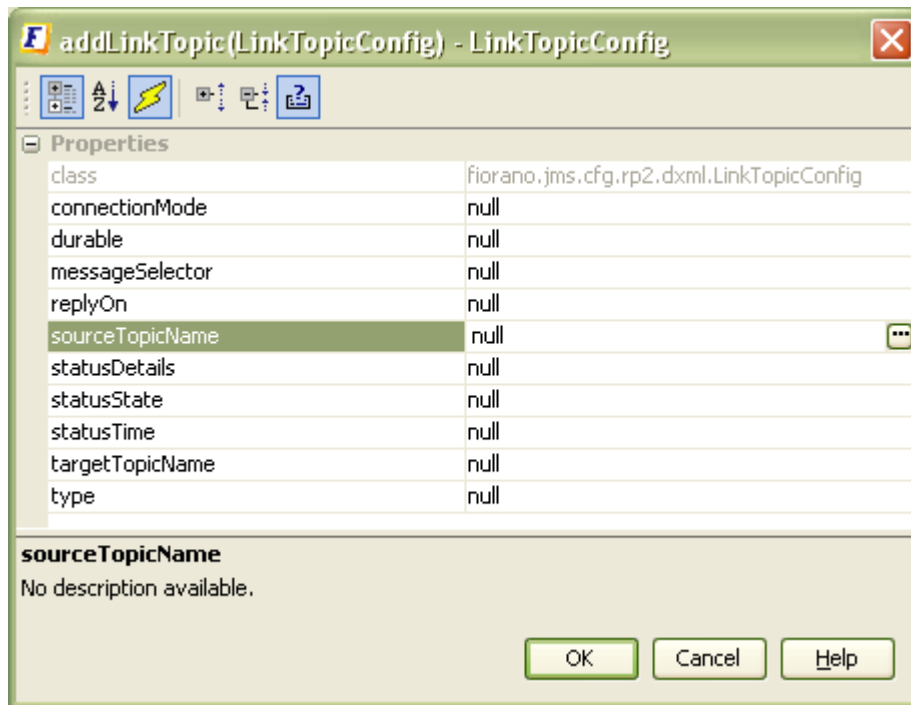 F addLinkTopic(LinkTopicConfig) - LinkTopicConfig
A Z
Properties
class fiorano.jms.cfg.rp2.dxml.LinkTopicConfig
connectionMode null
durable null
messageSelector null
replyOn null
sourceTopicName null ...
statusDetails null
statusState null
statusTime null
targetTopicName null
type null
sourceTopicName
No description available.
OK Cancel Help